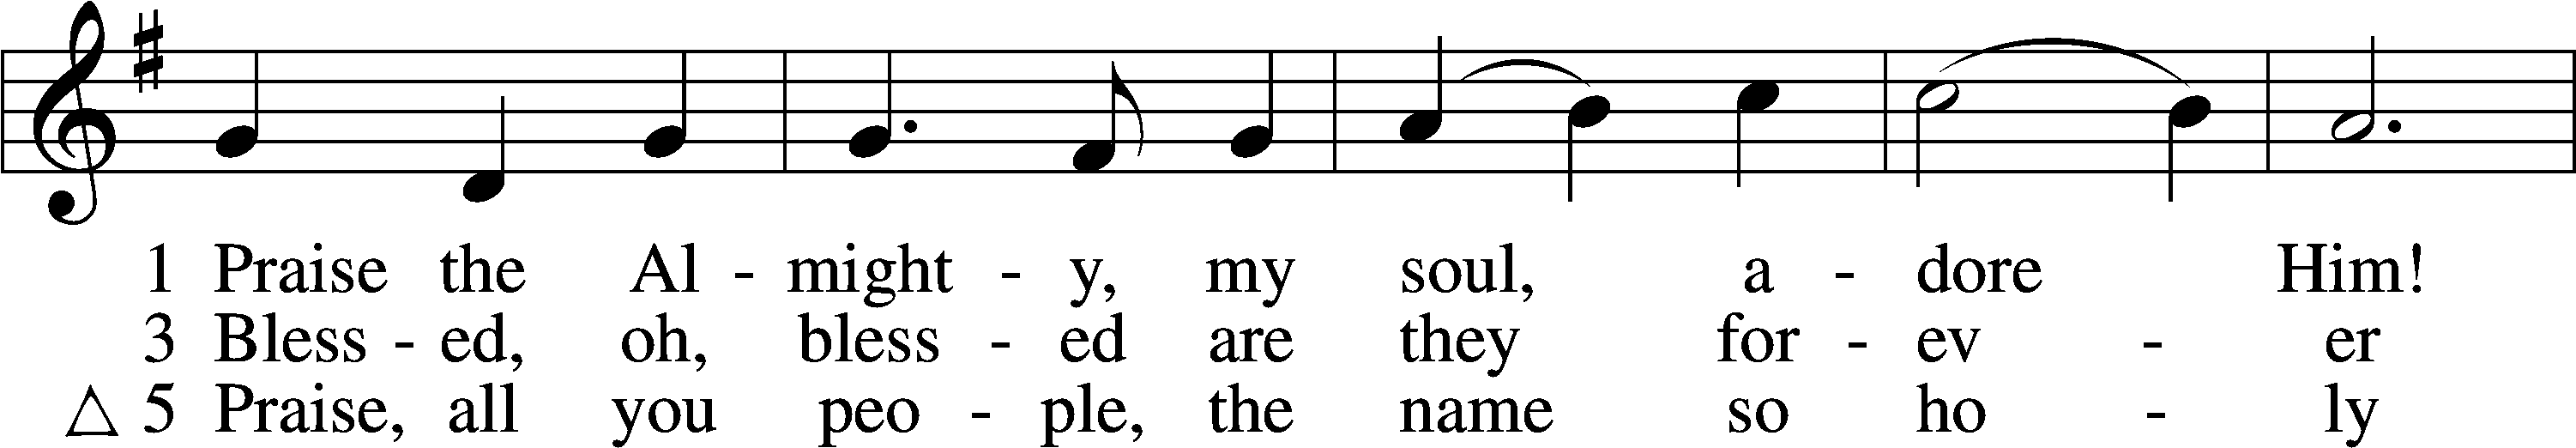 1 Praise the Al - might - y, my soul, a - dore Him!
3 Bless - ed, oh, bless - ed are they for - ev - er
△ 5 Praise, all you peo - ple, the name so ho - ly